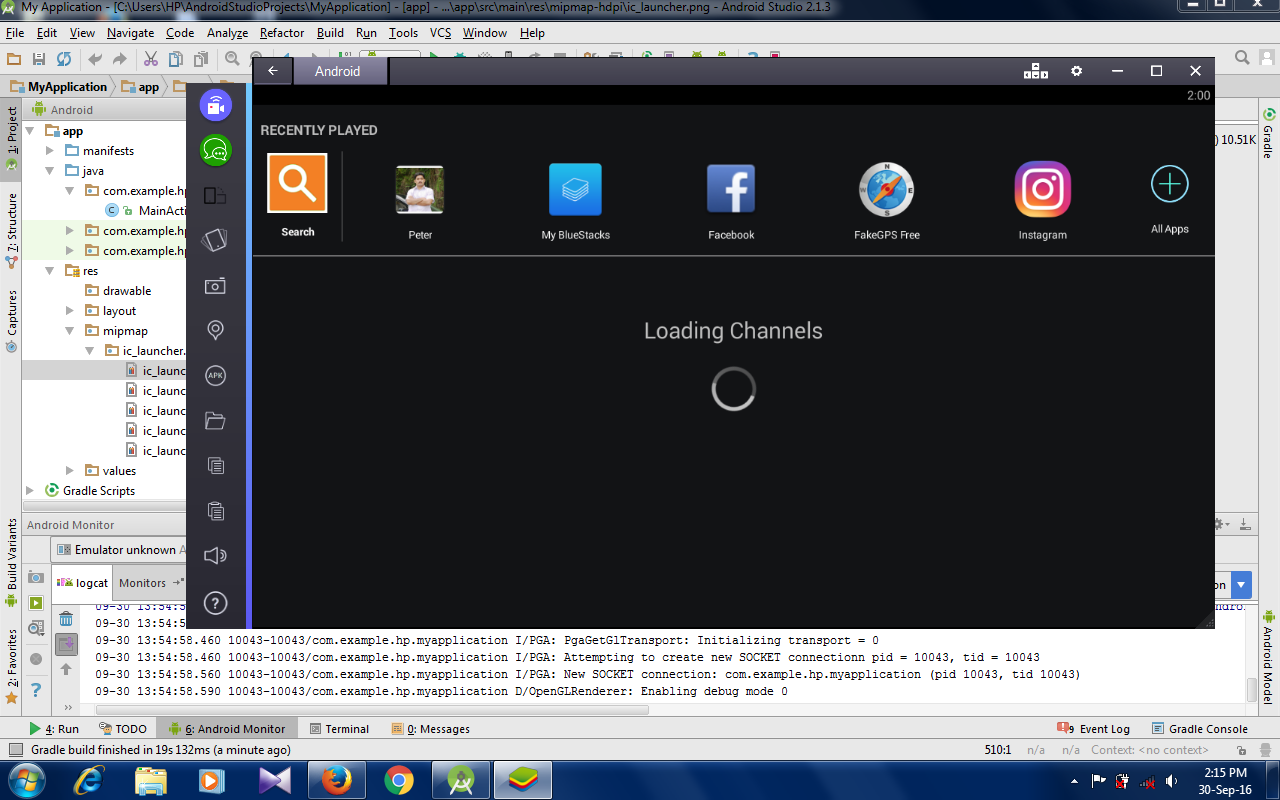 My Application - [C:\Users\HP\AndroidStudioProjects\MyApplication] - [app] - ...\app\src\main\res\mipmap-hdpi\ic_launcher.png - Android Studio 2.1.3
File Edit View Navigate Code Analyze Refactor Build Run Tools VCS Window Help
MyApplication app
Android
2:00
1: Project
Z: Structure
Captures
Build Variants
2: Favorites
Android
app
manifests
java
com.example.hp
MainActi
com.example.hp
com.example.hp
res
drawable
layout
mipmap
ic_launcher.
ic_launc
ic_launc
ic_launc
ic_launc
ic_launc
values
Gradle Scripts
APK
RECENTLY PLAYED
Search
Peter
My BlueStacks
Facebook
FakeGPS Free
Instagram
All Apps
Loading Channels
) 10.51K
Gradle
Android Model
Android Monitor
Emulator unknown A
logcat Monitors
on
09-30 13:54:5
ndro.
09-30 13:54:5
09-30 13:54:58.460 10043-10043/com.example.hp.myapplication I/PGA: PgaGetGlTransport: Initializing transport = 0
09-30 13:54:58.460 10043-10043/com.example.hp.myapplication I/PGA: Attempting to create new SOCKET connectionn pid = 10043, tid = 10043
09-30 13:54:58.560 10043-10043/com.example.hp.myapplication I/PGA: New SOCKET connection: com.example.hp.myapplication (pid 10043, tid 10043)
09-30 13:54:58.590 10043-10043/com.example.hp.myapplication D/OpenGLRenderer: Enabling debug mode 0
4: Run TODO 6: Android Monitor Terminal 0: Messages 9 Event Log Gradle Console
Gradle build finished in 19s 132ms (a minute ago) 510:1 n/a n/a Context: <no context>
2:15 PM
30-Sep-16